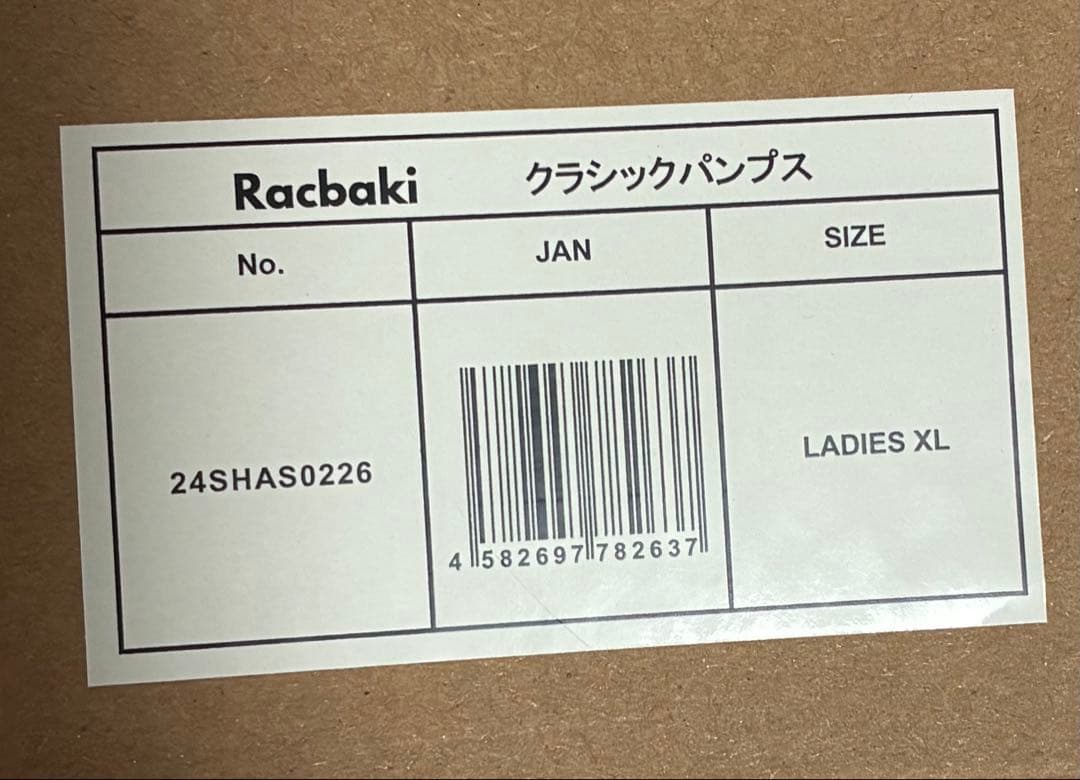 Racbaki クラシックパンプス
No. JAN SIZE
24SHAS0226
4 582697 782637
LADIES XL